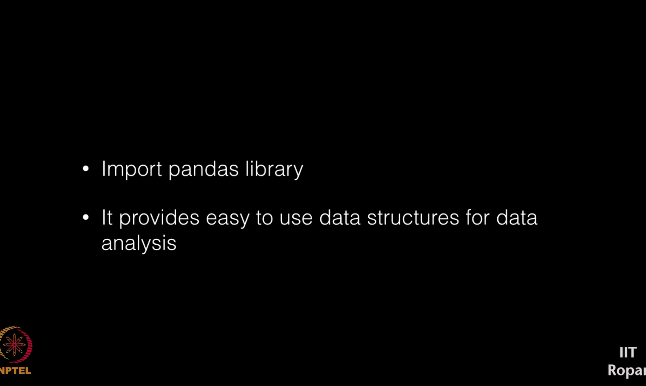 • Import pandas library
• It provides easy to use data structures for data
analysis
NPTEL
IIT
Ropar